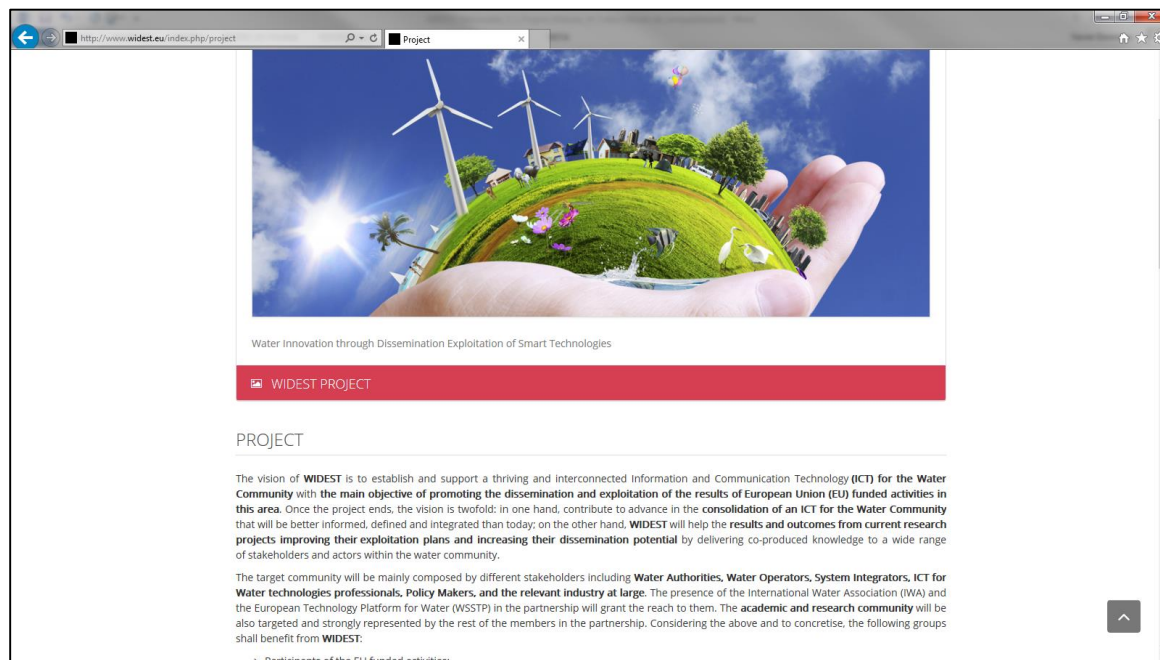 http://www.widest.eu/index.php/project
Project
Water Innovation through Dissemination Exploitation of Smart Technologies
WIDEST PROJECT
PROJECT
The vision of WIDEST is to establish and support a thriving and interconnected Information and Communication Technology (ICT) for the Water
Community with the main objective of promoting the dissemination and exploitation of the results of European Union (EU) funded activities in
this area. Once the project ends, the vision is twofold: in one hand, contribute to advance in the consolidation of an ICT for the Water Community
that will be better informed, defined and integrated than today; on the other hand, WIDEST will help the results and outcomes from current research
projects improving their exploitation plans and increasing their dissemination potential by delivering co-produced knowledge to a wide range
of stakeholders and actors within the water community.
The target community will be mainly composed by different stakeholders including Water Authorities, Water Operators, System Integrators, ICT for
Water technologies professionals, Policy Makers, and the relevant industry at large. The presence of the International Water Association (IWA) and
the European Technology Platform for Water (WSSTP) in the partnership will grant the reach to them. The academic and research community will be
also targeted and strongly represented by the rest of the members in the partnership. Considering the above and to concretise, the following groups
shall benefit from WIDEST:
Participants of the EU funded activities;